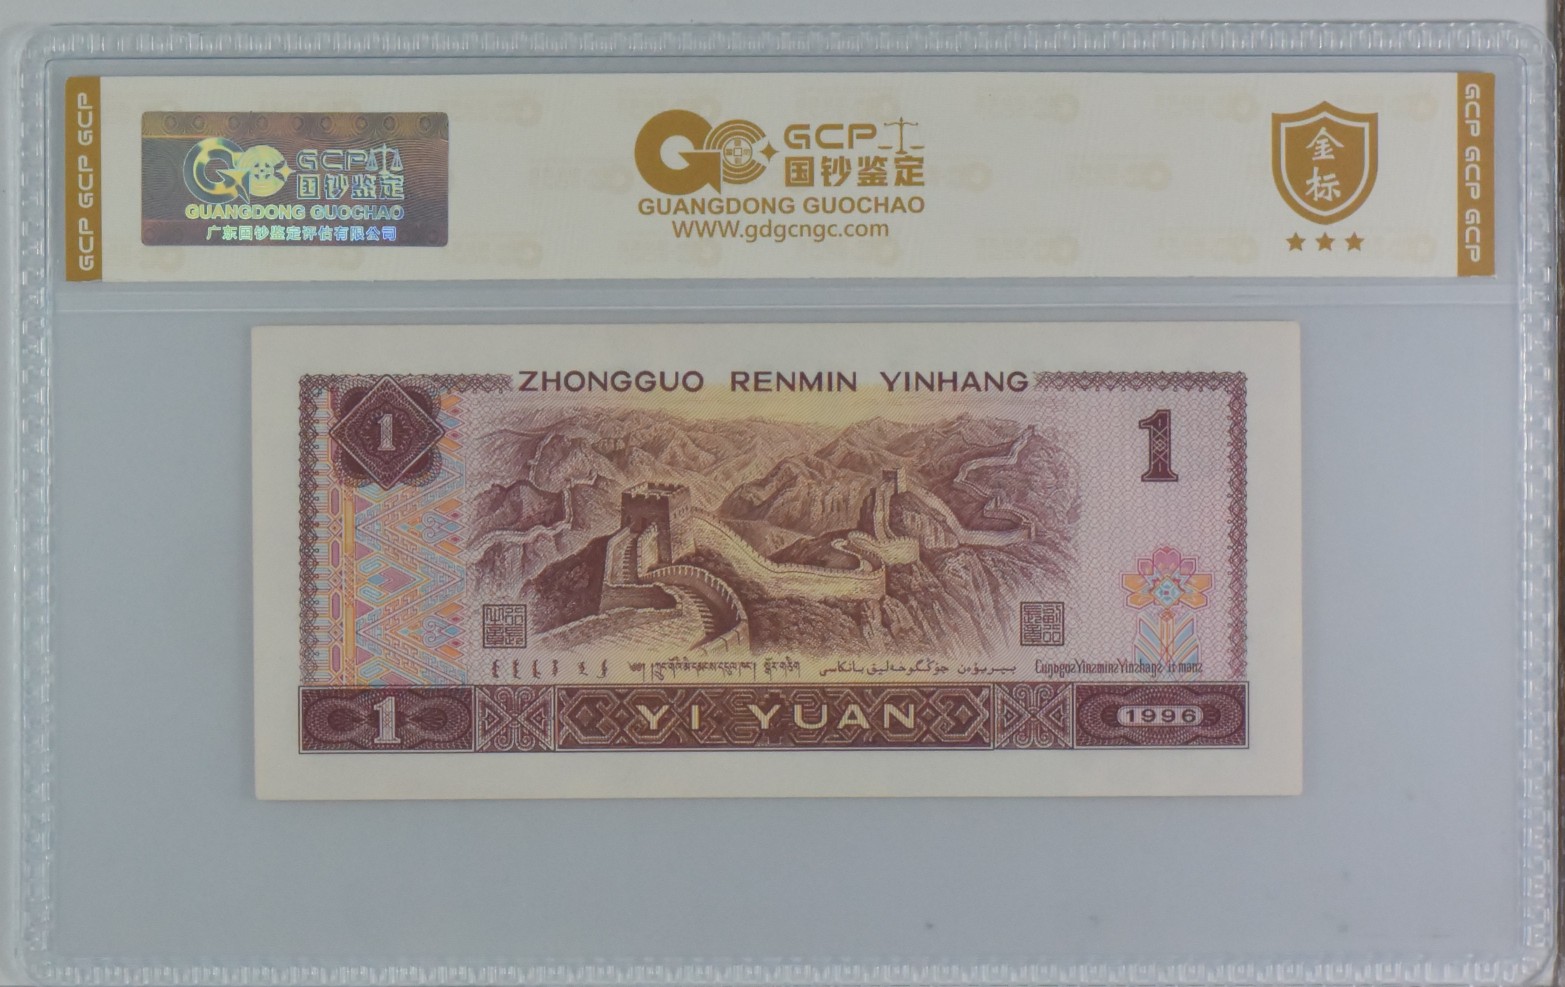 GCP GCP GCP
GCP
国钞鉴定
GUANGDONG GUOCHAO
广东国钞鉴定评估有限公司
GCP
国钞鉴定
GUANGDONG GUOCHAO
WWW.gdgcngc.com
金
标
GCP GCP GCP
ZHONGGUO RENMIN YINHANG
1
1
1
YI YUAN
1996